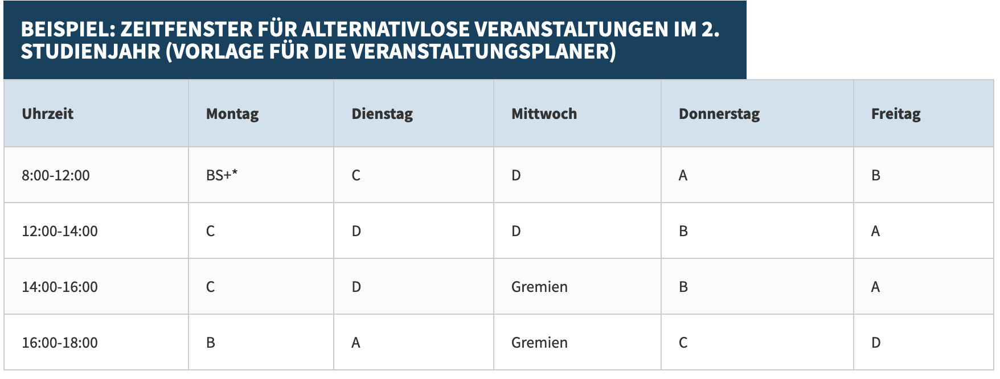 BEISPIEL: ZEITFENSTER FÜR ALTERNATIVLOSE VERANSTALTUNGEN IM 2.
STUDIENJAHR (VORLAGE FÜR DIE VERANSTALTUNGSPLANER)
Uhrzeit Montag Dienstag Mittwoch Donnerstag Freitag
8:00-12:00 BS+* C D A B
12:00-14:00 C D D B A
14:00-16:00 C D Gremien B A
16:00-18:00 B A Gremien C D